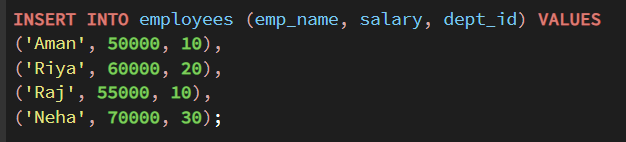 INSERT INTO employees (emp_name, salary, dept_id) VALUES
('Aman', 50000, 10),
('Riya', 60000, 20),
('Raj', 55000, 10),
('Neha', 70000, 30);